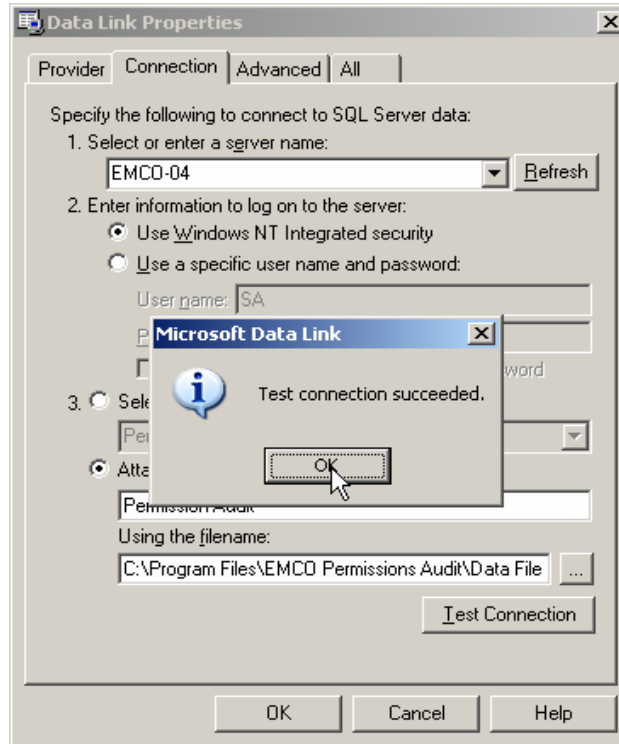 Data Link Properties
Provider Connection Advanced All
Specify the following to connect to SQL Server data:
1. Select or enter a server name:
EMCO-04 Refresh
2. Enter information to log on to the server:
Use Windows NT Integrated security
Use a specific user name and password:
User name: SA
Microsoft Data Link
Test connection succeeded.
OK
3.
Permission Audit
Using the filename:
C:\Program Files\EMCO Permissions Audit\Data File ...
Test Connection
OK Cancel Help